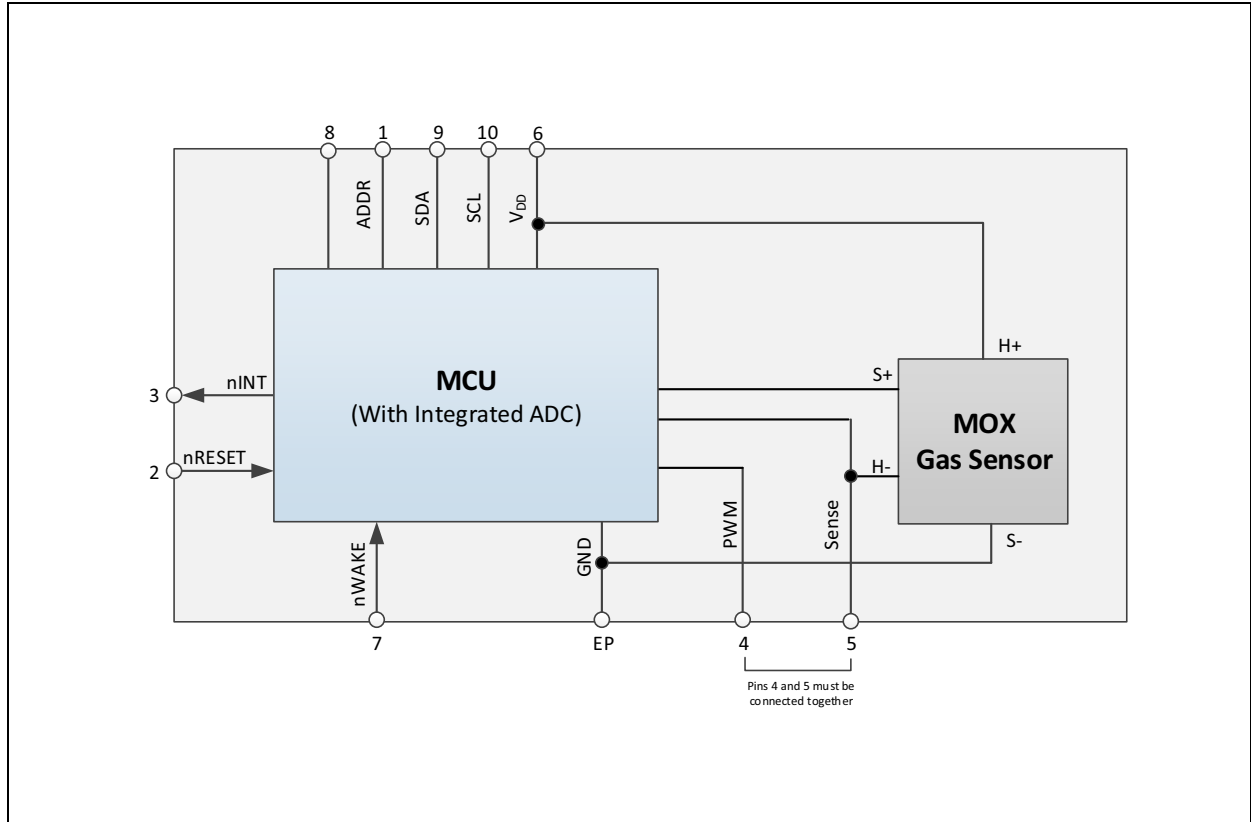 8
1
9
10
6
ADDR
SDA
SCL
VDD
H+
S+
MCU
(With Integrated ADC)
MOX
Gas Sensor
3
nINT
2
nRESET
H-
S-
nWAKE
GND
PWM
Sense
7
EP
4
5
Pins 4 and 5 must be
connected together